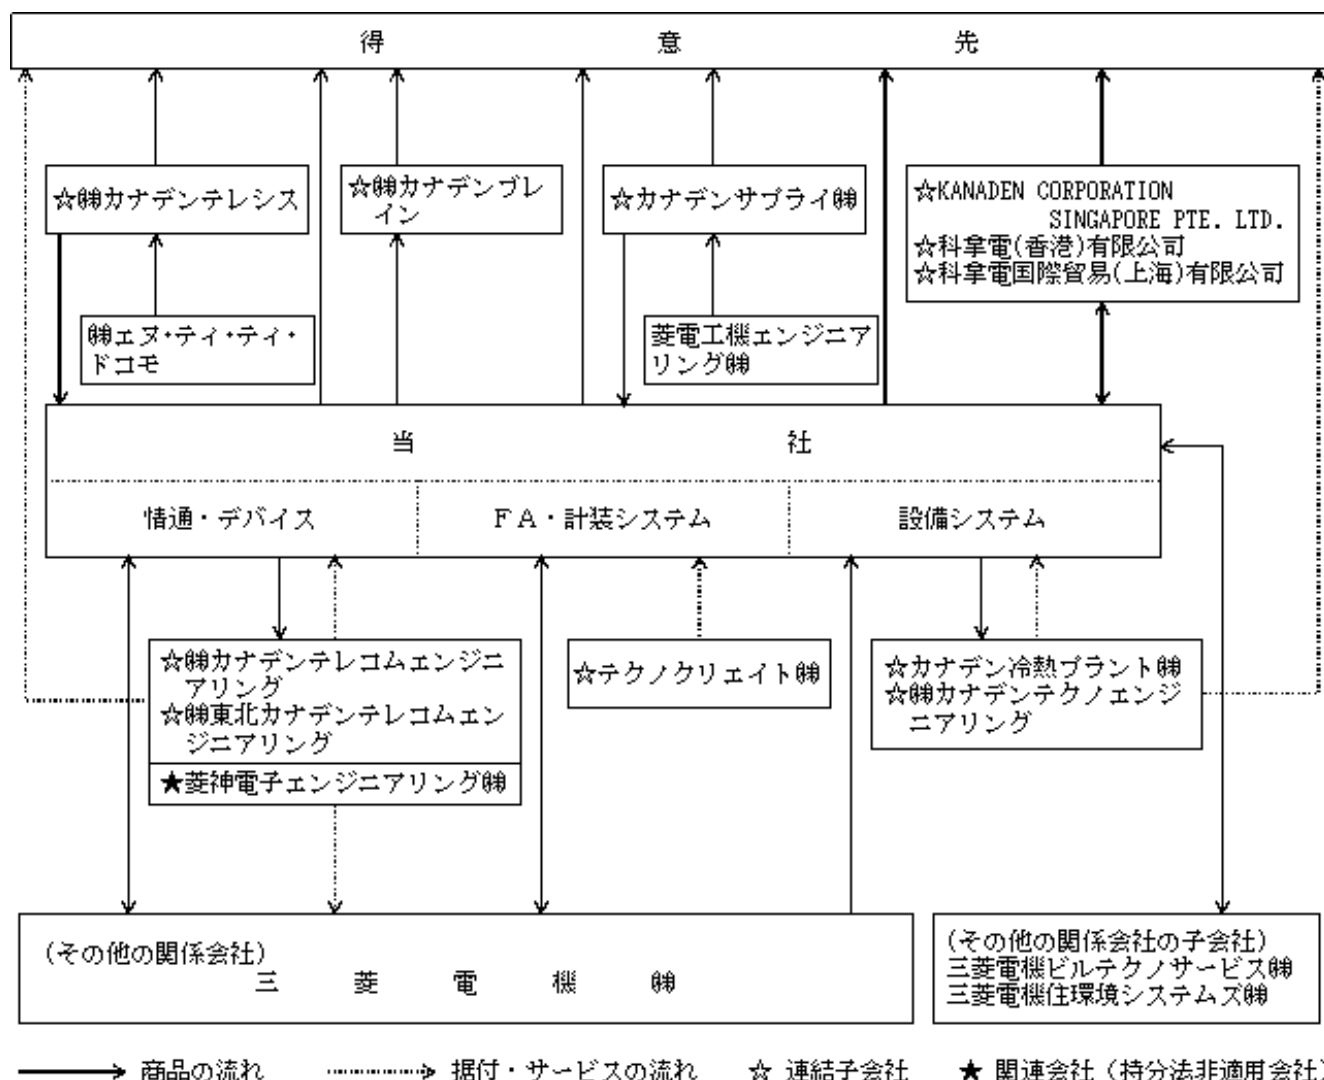 得意先
☆㈱カナデンテレシス
☆㈱カナデンブレ
イン
☆カナデンサプライ㈱
☆KANADEN CORPORATION
SINGAPORE PTE. LTD.
☆科拿電(香港)有限公司
☆科拿電国際貿易(上海)有限公司
㈱エヌ・ティ・ティ・
ドコモ
菱電工機エンジニア
リング㈱
当社
情通・デバイス
ＦＡ・計装システム
設備システム
☆㈱カナデンテレコムエンジニ
アリング
☆㈱東北カナデンテレコムエン
ジニアリング
★菱神電子エンジニアリング㈱
☆テクノクリエイト㈱
☆カナデン冷熱プラント㈱
☆㈱カナデンテクノエンジ
ニアリング
(その他の関係会社)
三菱電機㈱
(その他の関係会社の子会社)
三菱電機ビルテクノサービス㈱
三菱電機住環境システムズ㈱
商品の流れ
据付・サービスの流れ
☆ 連結子会社
★ 関連会社（持分法非適用会社）